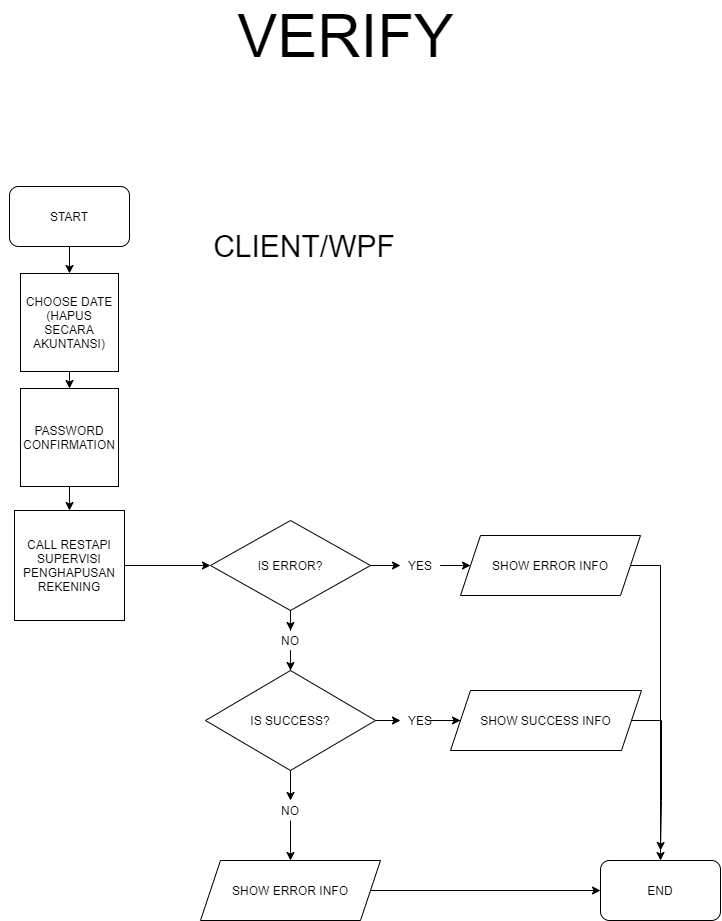 VERIFY
START
CLIENT/WPF
CHOOSE DATE
(HAPUS
SECARA
AKUNTANSI)
PASSWORD
CONFIRMATION
CALL RESTAPI
SUPERVISI
PENGHAPUSAN
REKENING
IS ERROR?
YES
SHOW ERROR INFO
NO
IS SUCCESS?
YES
SHOW SUCCESS INFO
NO
SHOW ERROR INFO
END